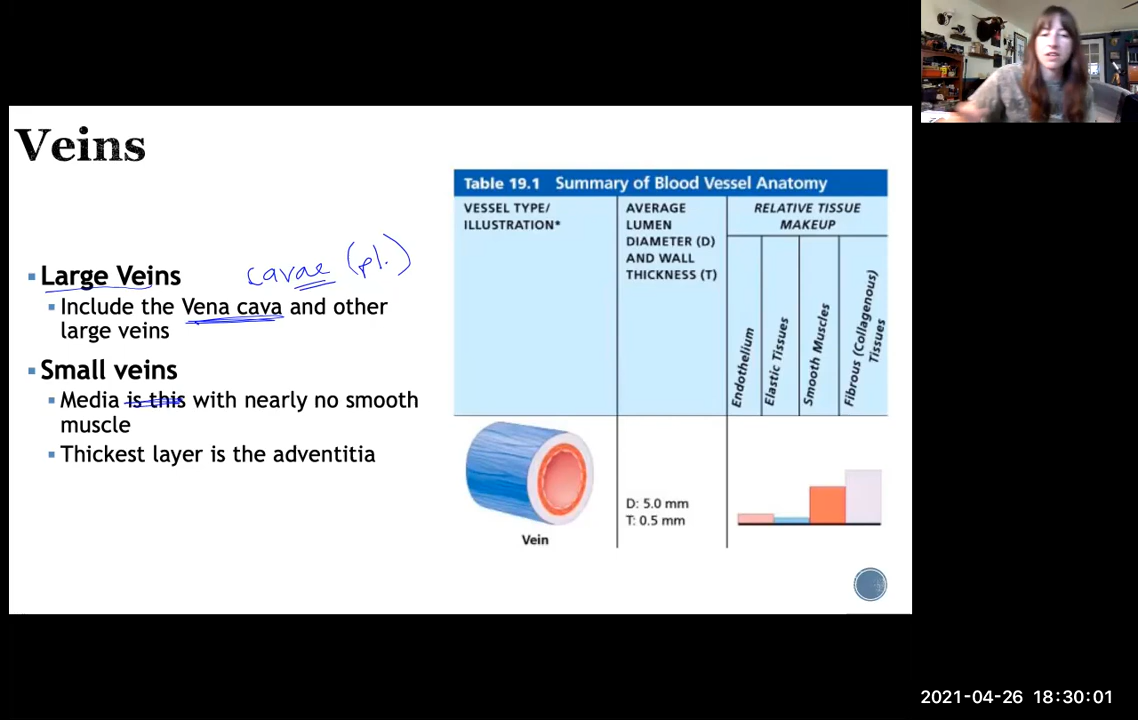 Veins
Large Veins
cavae (pl.)
Include the Vena cava and other
large veins
Small veins
Media is this with nearly no smooth
muscle
Thickest layer is the adventitia
Table 19.1 Summary of Blood Vessel Anatomy
VESSEL TYPE/
ILLUSTRATION*
AVERAGE
LUMEN
DIAMETER (D)
AND WALL
THICKNESS (T)
RELATIVE TISSUE
MAKEUP
Endothelium
Elastic Tissues
Smooth Muscles
Fibrous (Collagenous)
Tissues
Vein
D: 5.0 mm
T: 0.5 mm
2021-04-26 18:30:01